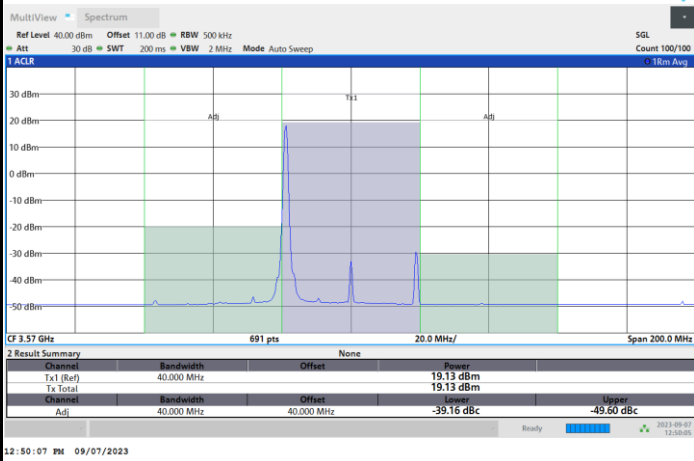 MultiView Spectrum
Ref Level 40.00 dBm Offset 11.00 dB RBW 500 kHz SGL
Att 30 dB SWT 200 ms VBW 2 MHz Mode Auto Sweep Count 100/100
1 ACLR 1Rm Avg
30 dBm
Tx1
20 dBm
Adj Adj
10 dBm
0 dBm
-10 dBm
-20 dBm
-30 dBm
-40 dBm
-50 dBm
CF 3.57 GHz 691 pts 20.0 MHz/ Span 200.0 MHz
2 Result Summary None
Channel Bandwidth Offset Power
Tx1 (Ref) 40.000 MHz 19.13 dBm
Tx Total 19.13 dBm
Channel Bandwidth Offset Lower Upper
Adj 40.000 MHz 40.000 MHz -39.16 dBc -49.60 dBc
Ready 2023-09-07
12:50:05
12:50:07 PM 09/07/2023